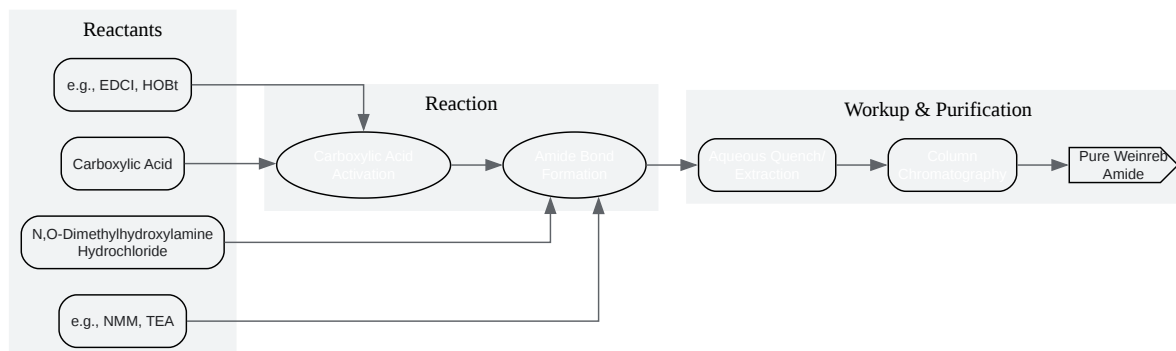 Reactants
e.g., EDCI, HOBt
Carboxylic Acid
N,O-Dimethylhydroxylamine
Hydrochloride
e.g., NMM, TEA
Reaction
Carboxylic Acid
Activation
Amide Bond
Formation
Workup & Purification
Aqueous Quench/
Extraction
Column
Chromatography
Pure Weinreb
Amide